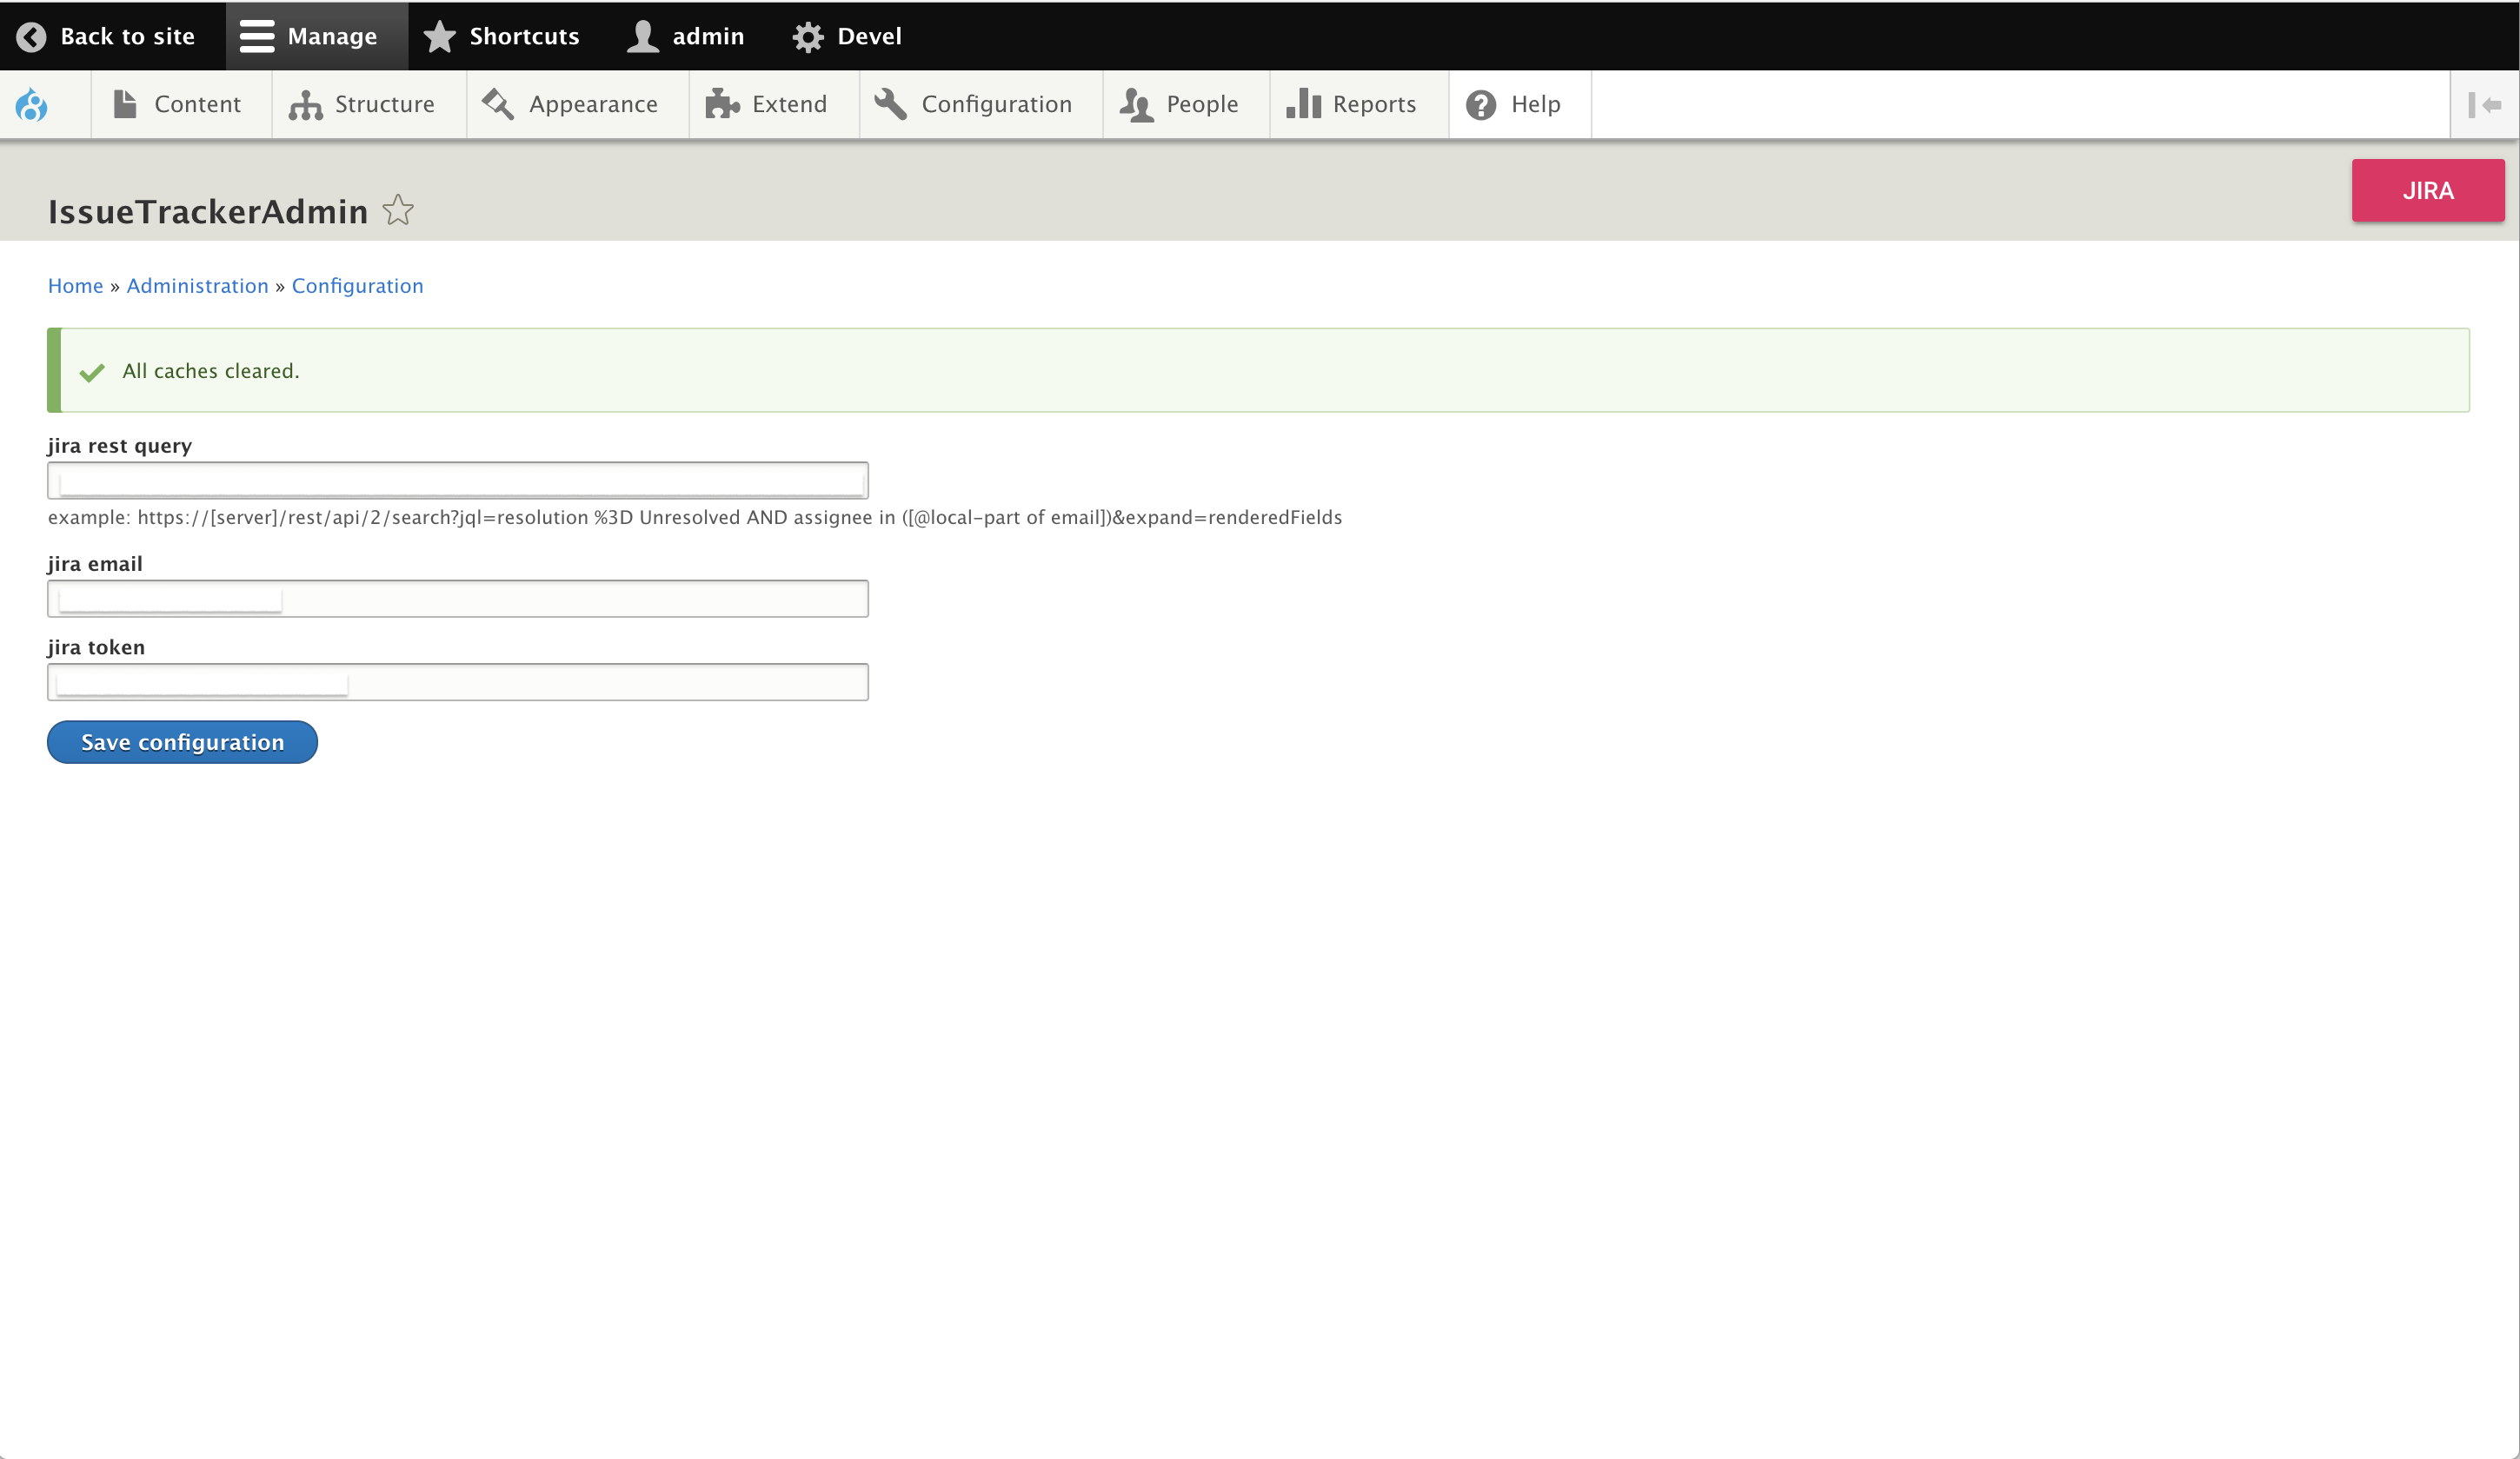 Back to site Manage Shortcuts admin Devel
Content Structure Appearance Extend Configuration People Reports Help
JIRA
IssueTrackerAdmin
Home » Administration » Configuration
All caches cleared.
jira rest query
example: https://[server]/rest/api/2/search?jql=resolution %3D Unresolved AND assignee in ([@local-part of email])&expand=renderedFields
jira email
jira token
Save configuration